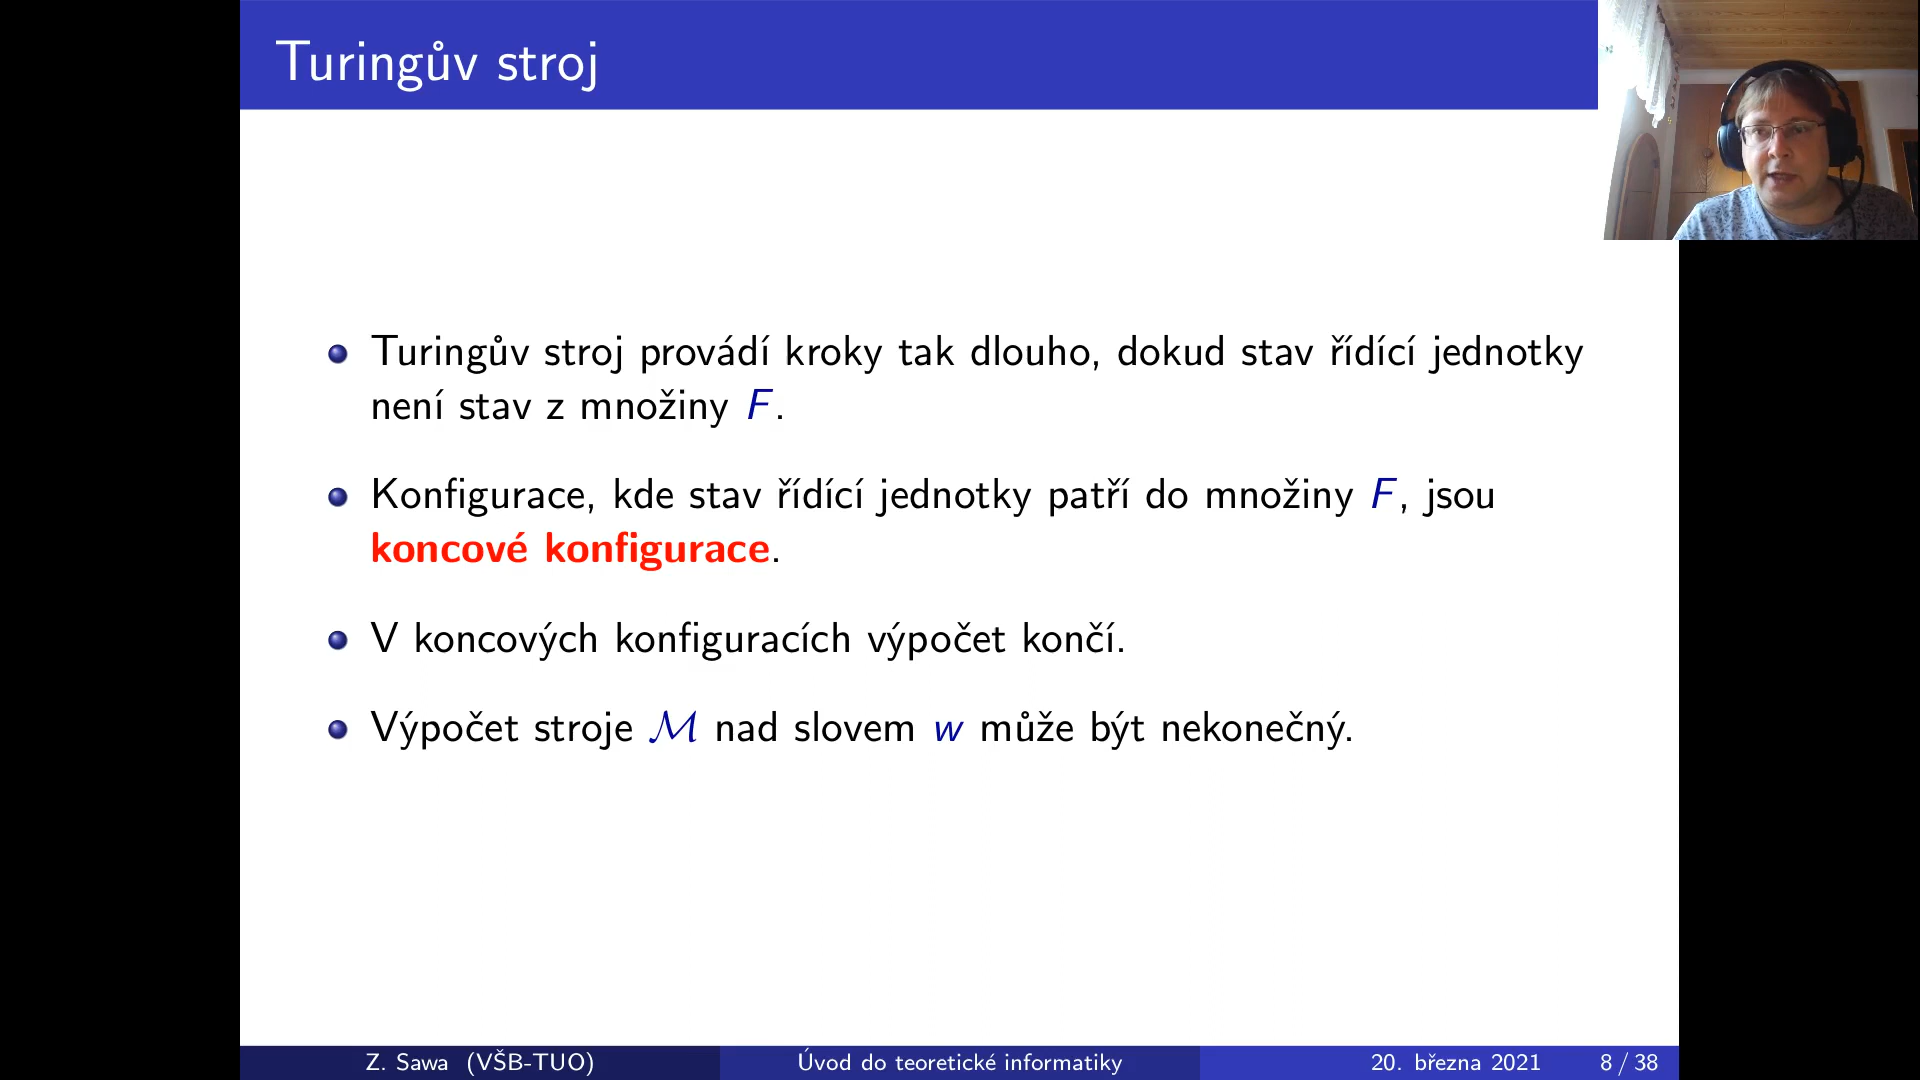 Turingův stroj
Turingův stroj provádí kroky tak dlouho, dokud stav řídící jednotky
není stav z množiny F.
Konfigurace, kde stav řídící jednotky patří do množiny F, jsou
koncové konfigurace.
V koncových konfiguracích výpočet končí.
Výpočet stroje ℳ nad slovem w může být nekonečný.
Z. Sawa (VŠB-TUO) Úvod do teoretické informatiky 20. března 2021 8 / 38